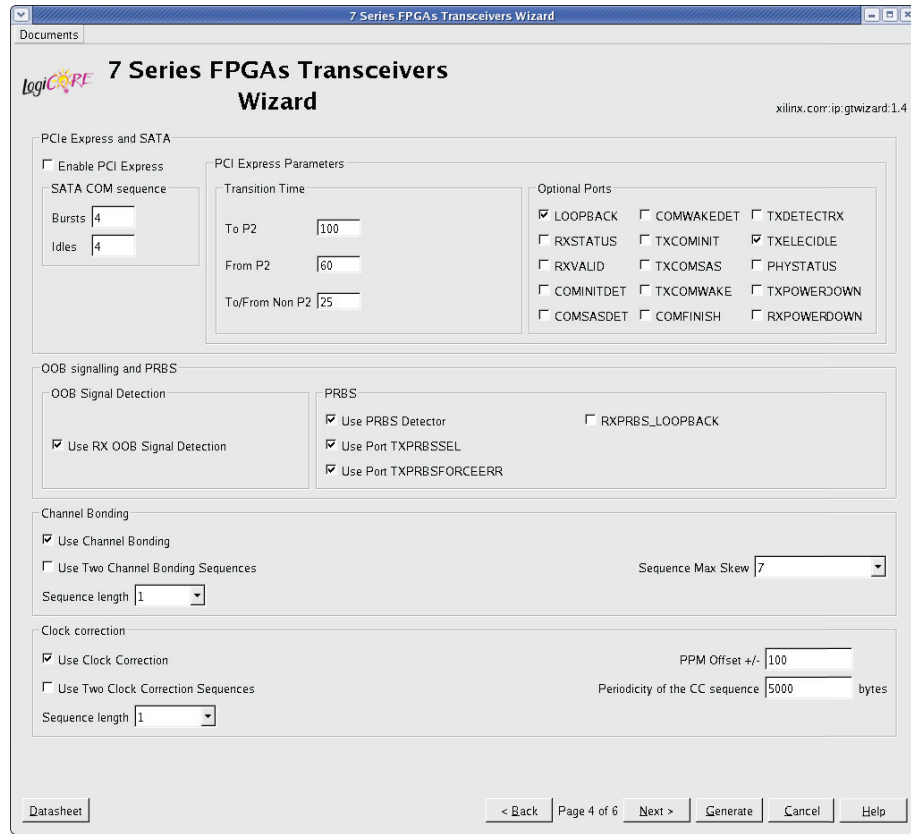 7 Series FPGAs Transceivers Wizard
Documents
logiCORE
7 Series FPGAs Transceivers
Wizard
xilinx.com:ip:gtwizard:1.4
PCIe Express and SATA
Enable PCI Express
SATA COM sequence
Bursts 4
Idles 4
PCI Express Parameters
Transition Time
To P2 100
From P2 60
To/From Non P2 25
Optional Ports
LOOPBACK COMWAKEDET TXDETECTRX
RXSTATUS TXCOMINIT TXELECIDLE
RXVALID TXCOMSAS PHYSTATUS
COMINITDET TXCOMWAKE TXPOWERDOWN
COMSASDET COMFINISH RXPOWERDOWN
OOB signalling and PRBS
OOB Signal Detection
Use RX OOB Signal Detection
PRBS
Use PRBS Detector RXPRBS_LOOPBACK
Use Port TXPRBSSEL
Use Port TXPRBSFORCEERR
Channel Bonding
Use Channel Bonding
Use Two Channel Bonding Sequences Sequence Max Skew 7
Sequence length 1
Clock correction
Use Clock Correction PPM Offset +/- 100
Use Two Clock Correction Sequences Periodicity of the CC sequence 5000 bytes
Sequence length 1
Datasheet < Back Page 4 of 6 Next > Generate Cancel Help